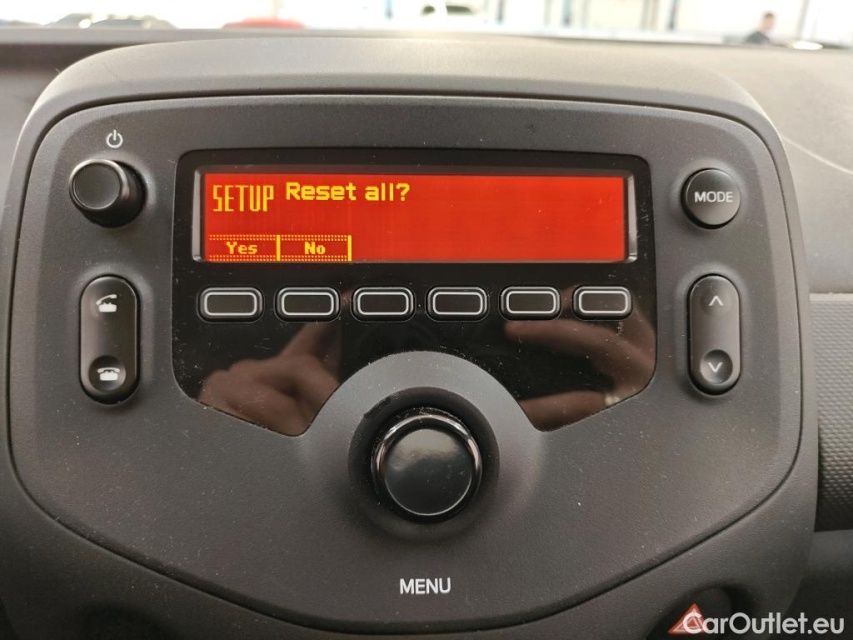 SETUP Reset all?
Yes No
MODE
MENU
CarOutlet.eu